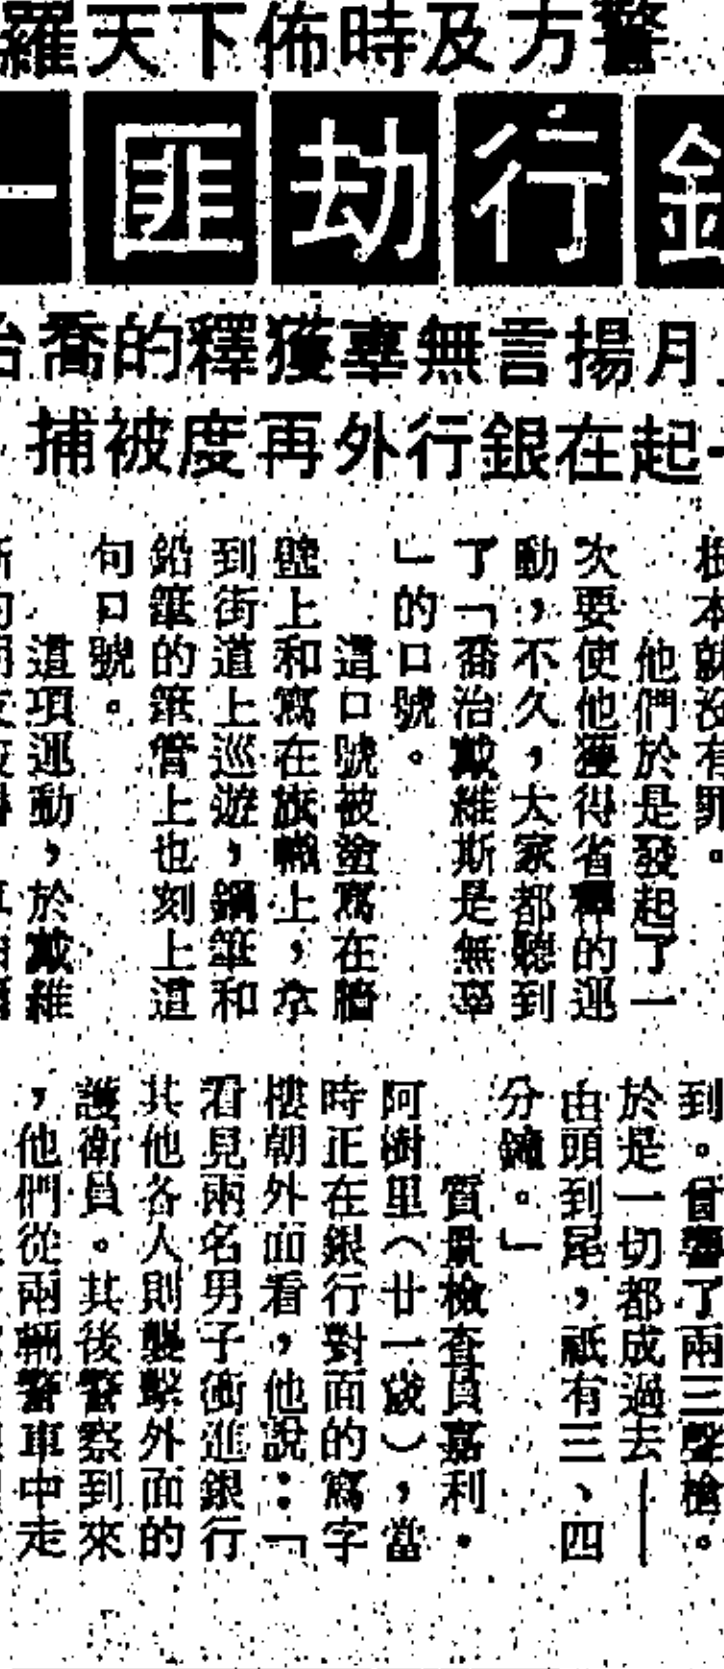 警方及時佈下天羅
銀行劫匪一
月揚言無辜獲釋的喬治
起在銀行外再度被捕
根本就沒有罪。
他們於是發起了一
次要使他獲得省釋的運
動,不久,大家都聽到
了「喬治戴維斯是無辜
」的口號。
這口號被塗寫在牆
壁上和寫在旗幟上,在
到街道上巡遊,鋼筆和
鉛筆的筆管上也刻上這
句口號。
這項運動,於戴維
到。曾響了兩三聲槍。
於是一切都成過去——
由頭到尾,祇有三、四
分鐘。」
質量檢查員嘉利·
阿樹里(廿一歲),當
時正在銀行對面的寫字
樓朝外面看,他說:「
看見兩名男子衝進銀行
其他各人則襲擊外面的
護衛員。其後警察到來
,他們從兩輛警車中走